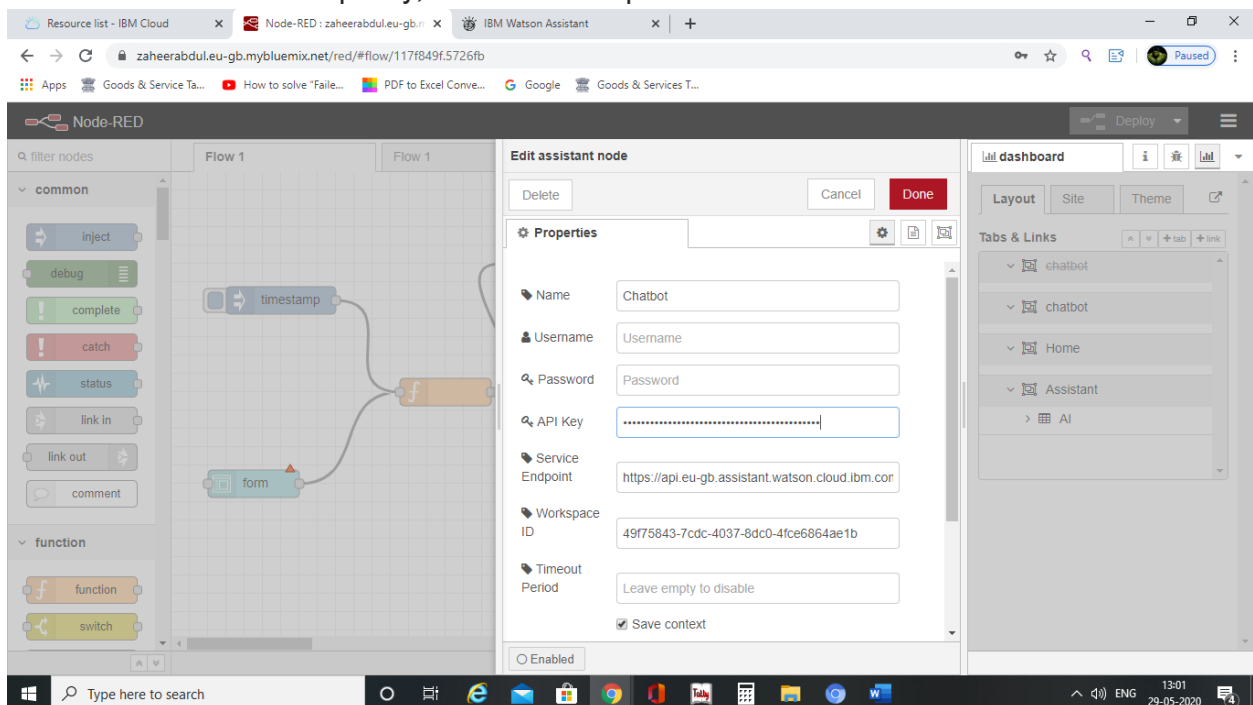 Resource list - IBM Cloud
Node-RED : zaheerabdul.eu-gb.m
IBM Watson Assistant
zaheerabdul.eu-gb.mybluemix.net/red/#flow/117f849f.5726fb
Paused
Apps
Goods & Service Ta...
How to solve "Faile...
PDF to Excel Conve...
Google
Goods & Services T...
Node-RED
Deploy
filter nodes
Flow 1
Flow 1
Edit assistant node
dashboard
common
Delete
Cancel
Done
Layout
Site
Theme
inject
Properties
Tabs & Links
tab
link
debug
chatbot
timestamp
Name
Chatbot
complete
chatbot
Username
Username
catch
Home
Password
Password
status
Assistant
f
API Key
link in
AI
Service
Endpoint
https://api.eu-gb.assistant.watson.cloud.ibm.con
link out
form
comment
Workspace
ID
49f75843-7cdc-4037-8dc0-4fce6864ae1b
function
Timeout
Period
Leave empty to disable
f function
switch
Save context
Enabled
Type here to search
ENG
13:01
29-05-2020